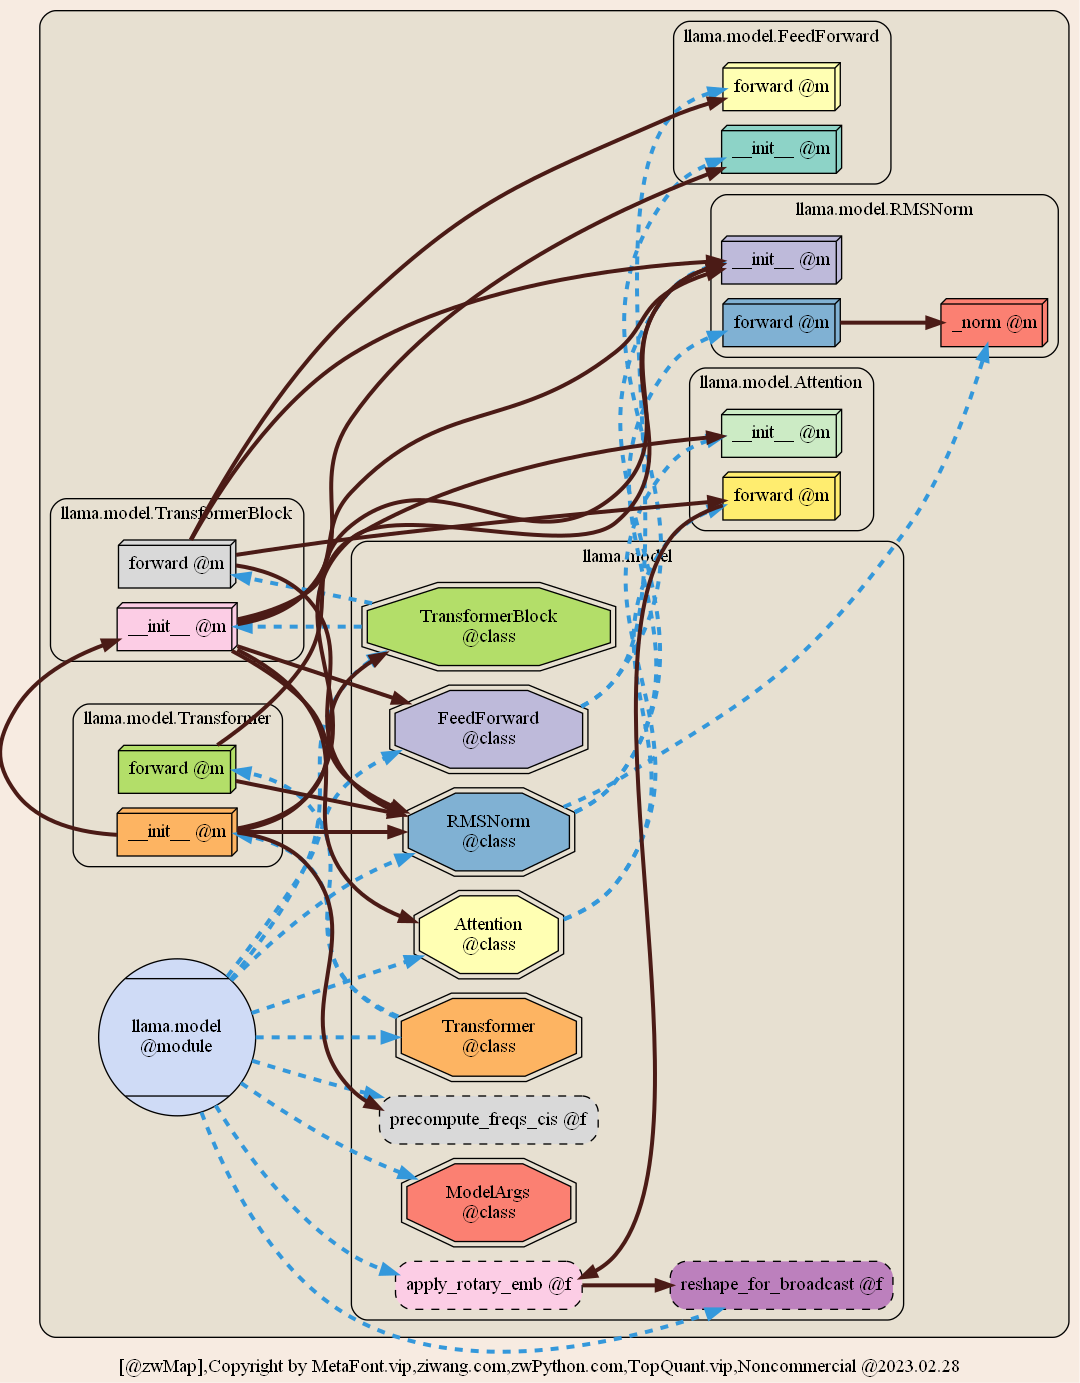 llama.model.FeedForward
forward @m
__init__ @m
llama.model.RMSNorm
__init__ @m
forward @m
_norm @m
llama.model.Attention
__init__ @m
forward @m
llama.model.TransformerBlock
forward @m
__init__ @m
llama.model
TransformerBlock
@class
FeedForward
@class
llama.model.Transformer
forward @m
__init__ @m
RMSNorm
@class
Attention
@class
llama.model
@module
Transformer
@class
precompute_freqs_cis @f
ModelArgs
@class
apply_rotary_emb @f
reshape_for_broadcast @f
[@zwMap],Copyright by MetaFont.vip,ziwang.com,zwPython.com,TopQuant.vip,Noncommercial @2023.02.28